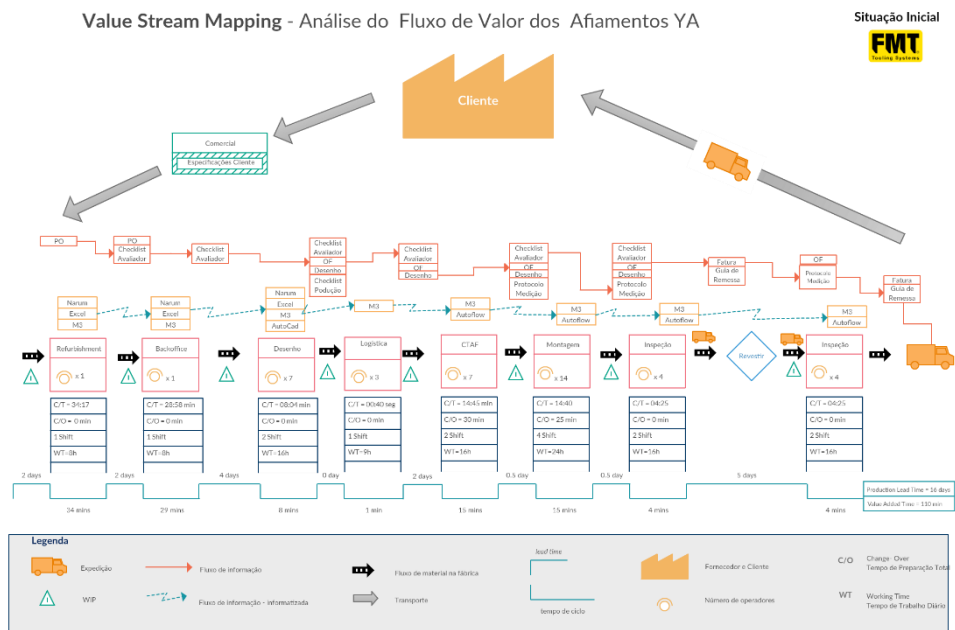 Value Stream Mapping - Análise do Fluxo de Valor dos Afiamentos YA
Situação Inicial
FMT
Tooling Systems
Cliente
Comercial
Especificações Cliente
PO
PO
Checklist
Avaliador
Checklist
Avaliador
Checklist
Avaliador
OF
Desenho
Checklist
Podução
Checklist
Avaliador
OF
Desenho
Checklist
Avaliador
OF
Desenho
Protocolo
Medição
Checklist
Avaliador
OF
Desenho
Protocolo
Medição
Fatura
Guia de
Remessa
OF
Protocolo
Medição
Fatura
Guia de
Remessa
Narum
Excel
M3
Narum
Excel
M3
Narum
Excel
M3
AutoCad
M3
M3
Autoflow
M3
Autoflow
M3
Autoflow
M3
Autoflow
Refurbishment
x 1
Backoffice
x 1
Desenho
x 7
Logística
x 3
CTAF
x 7
Montagem
x 14
Inspeção
x 4
Revestir
Inspeção
x 4
C/T = 34:17
C/O = 0 min
1 Shift
WT=8h
C/T = 28:58 min
C/O = 0 min
1 Shift
WT=8h
C/T = 08:04 min
C/O = 0 min
2 Shift
WT=16h
C/T = 00:40 seg
C/O = 0 min
1 Shift
WT=9h
C/T = 14:45 min
C/O = 30 min
2 Shift
WT=16h
C/T = 14:40
C/O = 25 min
4 Shift
WT=24h
C/T = 04:25
C/O = 0 min
2 Shift
WT=16h
C/T = 04:25
C/O = 0 min
2 Shift
WT=16h
2 days
2 days
4 days
0 day
2 days
0.5 day
0.5 day
5 days
34 mins
29 mins
8 mins
1 min
15 mins
15 mins
4 mins
4 mins
Production Lead Time = 16 days
Value Added Time = 110 min
Legenda
Expedição
Fluxo de informação
Fluxo de material na fábrica
lead time
Fornecedor e Cliente
C/O
Change - Over
Tempo de Preparação Total
WIP
Fluxo de informação - informatizada
Transporte
tempo de ciclo
Número de operadores
WT
Working Time
Tempo de Trabalho Diário